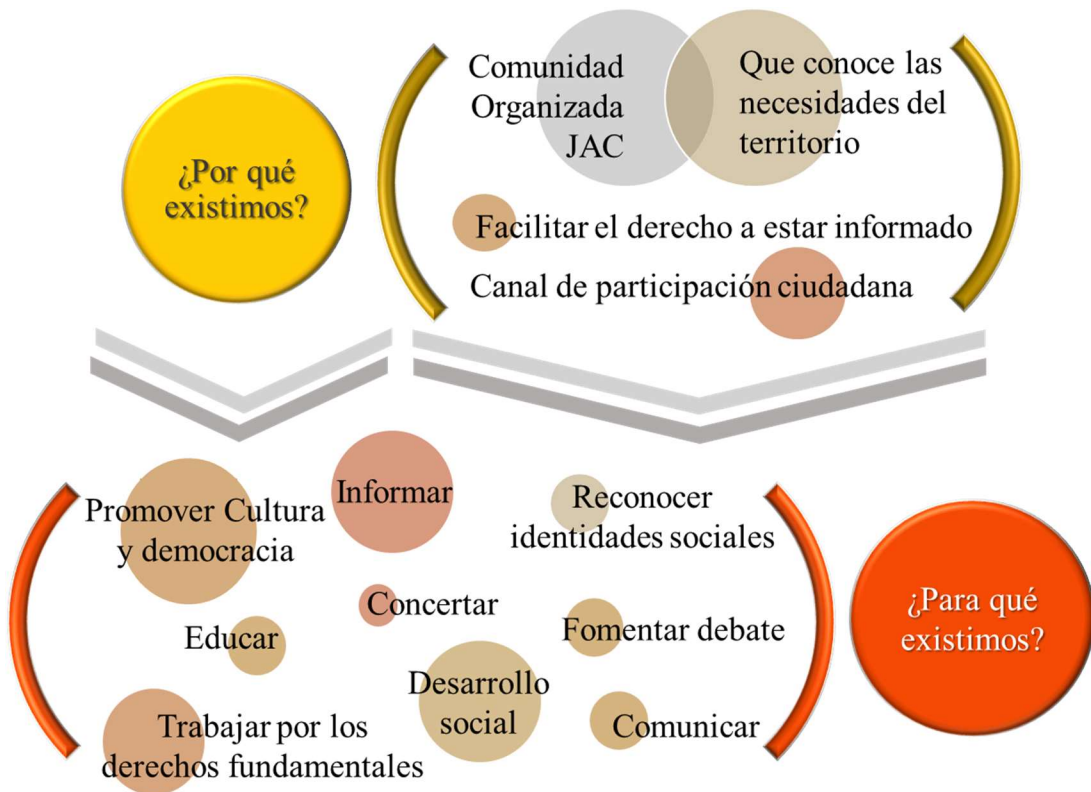 ¿Por qué
existimos?
Comunidad
Organizada
JAC
Que conoce las
necesidades del
territorio
Facilitar el derecho a estar informado
Canal de participación ciudadana
Promover Cultura
y democracia
Informar
Reconocer
identidades sociales
Concertar
Educar
Fomentar debate
Desarrollo
social
Trabajar por los
derechos fundamentales
Comunicar
¿Para qué
existimos?